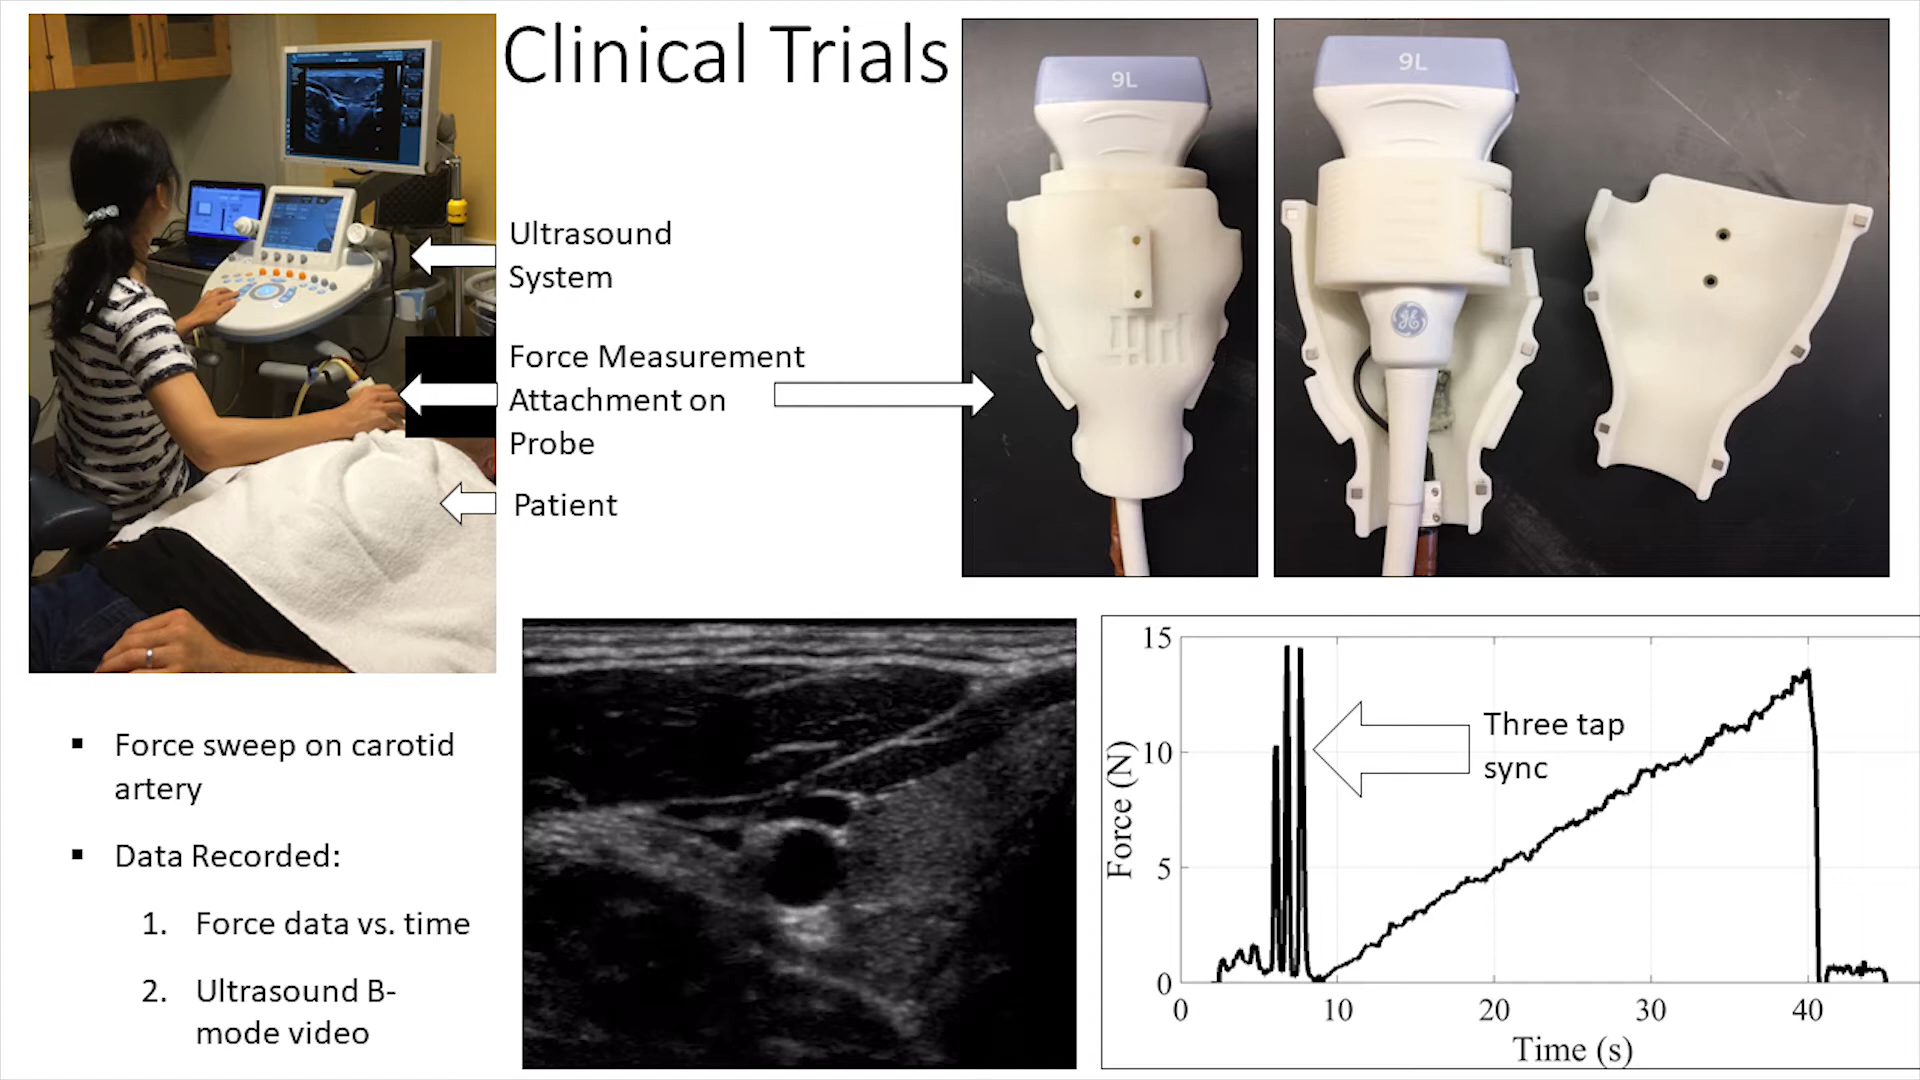 Clinical Trials
Ultrasound
System
Force Measurement
Attachment on
Probe
Patient
9L
9L
▪ Force sweep on carotid
artery
▪ Data Recorded:
1. Force data vs. time
2. Ultrasound B-
mode video
15
10
5
0
Force (N)
Three tap
sync
0 10 20 30 40
Time (s)